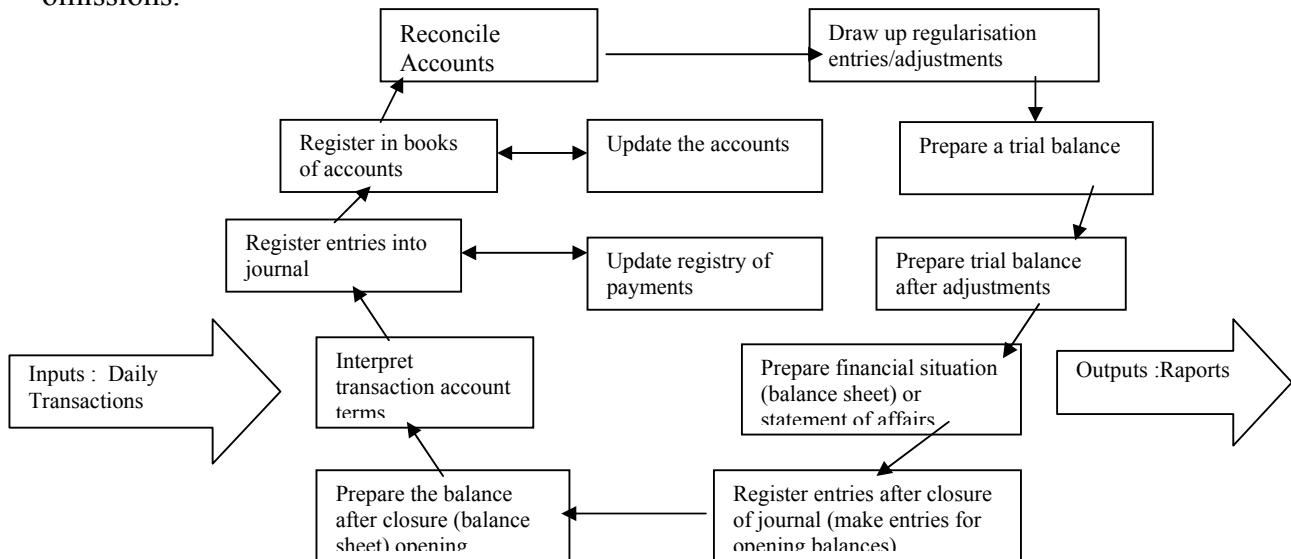 omissions.
Reconcile
Accounts
Draw up regularisation
entries/adjustments
Register in books
of accounts
Update the accounts
Prepare a trial balance
Register entries into
journal
Update registry of
payments
Prepare trial balance
after adjustments
Inputs :  Daily
Transactions
Interpret
transaction account
terms
Prepare financial situation
(balance sheet) or
statement of affairs
Outputs :Raports
Prepare the balance
after closure (balance
sheet) opening
Register entries after closure
of journal (make entries for
opening balances)